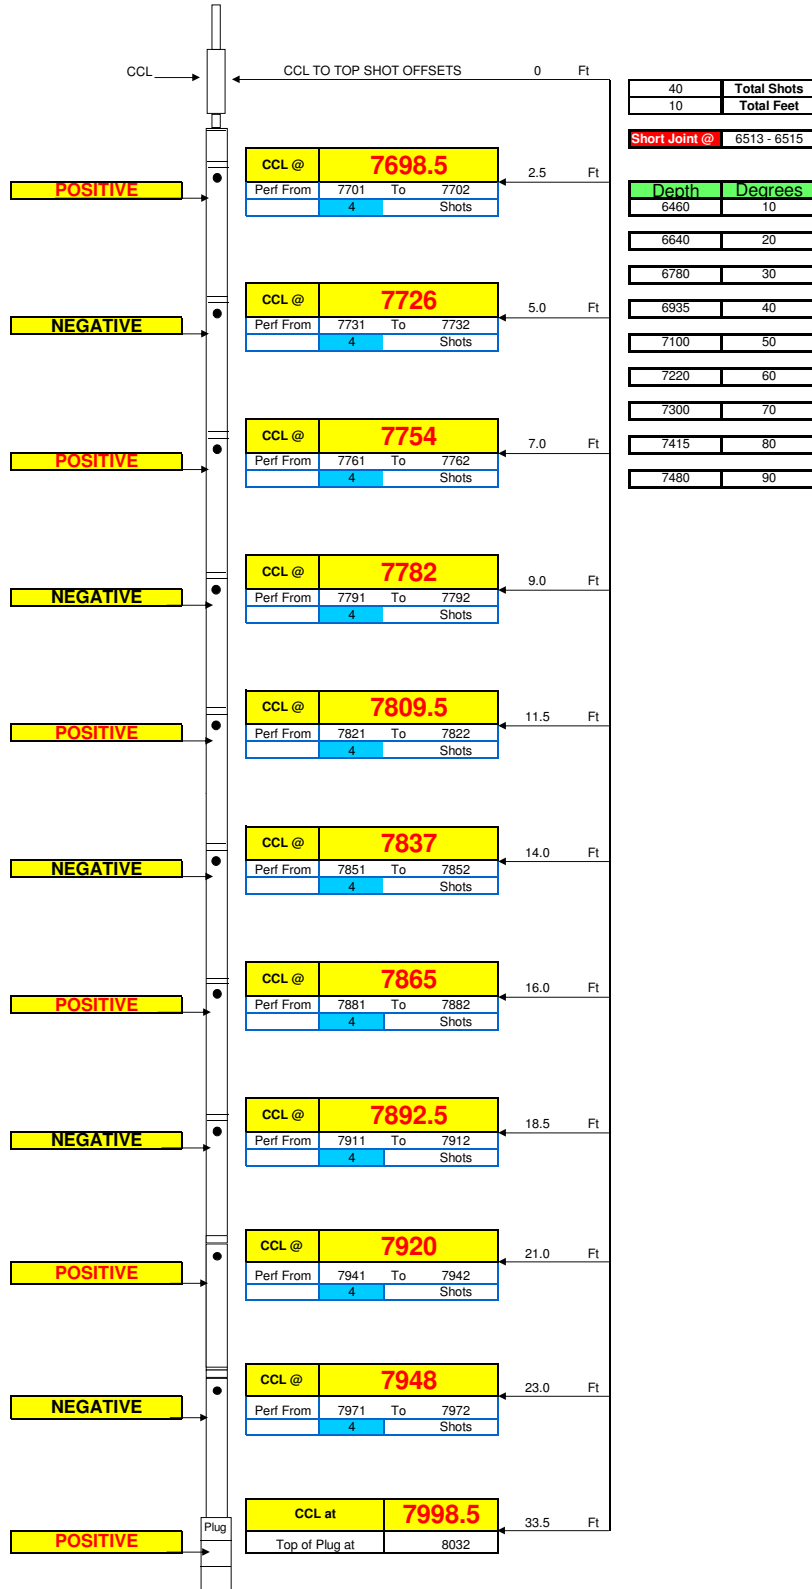 CCL CCL TO TOP SHOT OFFSETS 0 Ft
40 Total Shots
10 Total Feet
Short Joint @ 6513 - 6515
CCL @ 7698.5 2.5 Ft
POSITIVE Perf From 7701 To 7702
4 Shots
Depth Degrees
6460 10
6640 20
6780 30
6935 40
7100 50
7220 60
7300 70
7415 80
7480 90
CCL @ 7726 5.0 Ft
NEGATIVE Perf From 7731 To 7732
4 Shots
CCL @ 7754 7.0 Ft
POSITIVE Perf From 7761 To 7762
4 Shots
CCL @ 7782 9.0 Ft
NEGATIVE Perf From 7791 To 7792
4 Shots
CCL @ 7809.5 11.5 Ft
POSITIVE Perf From 7821 To 7822
4 Shots
CCL @ 7837 14.0 Ft
NEGATIVE Perf From 7851 To 7852
4 Shots
CCL @ 7865 16.0 Ft
POSITIVE Perf From 7881 To 7882
4 Shots
CCL @ 7892.5 18.5 Ft
NEGATIVE Perf From 7911 To 7912
4 Shots
CCL @ 7920 21.0 Ft
POSITIVE Perf From 7941 To 7942
4 Shots
CCL @ 7948 23.0 Ft
NEGATIVE Perf From 7971 To 7972
4 Shots
Plug CCL at 7998.5 33.5 Ft
POSITIVE Top of Plug at 8032